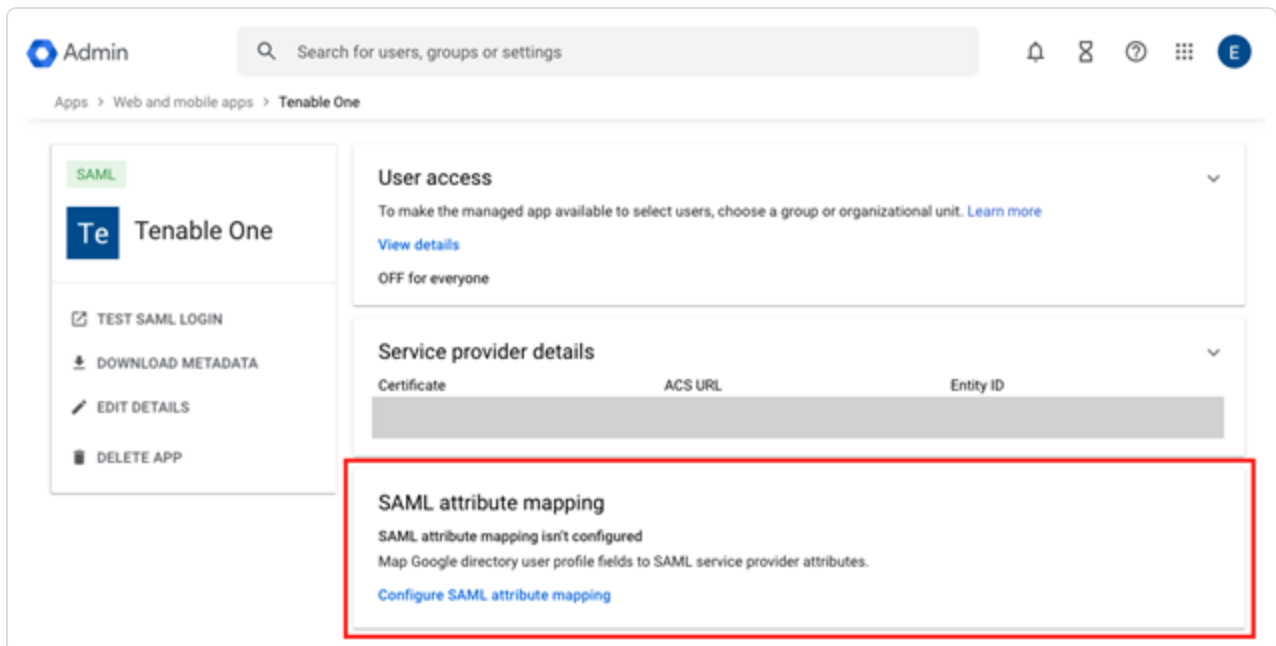 Admin
Search for users, groups or settings
E
Apps > Web and mobile apps > Tenable One
SAML
Te
Tenable One
TEST SAML LOGIN
DOWNLOAD METADATA
EDIT DETAILS
DELETE APP
User access
To make the managed app available to select users, choose a group or organizational unit. Learn more
View details
OFF for everyone
Service provider details
Certificate ACS URL Entity ID
SAML attribute mapping
SAML attribute mapping isn't configured
Map Google directory user profile fields to SAML service provider attributes.
Configure SAML attribute mapping